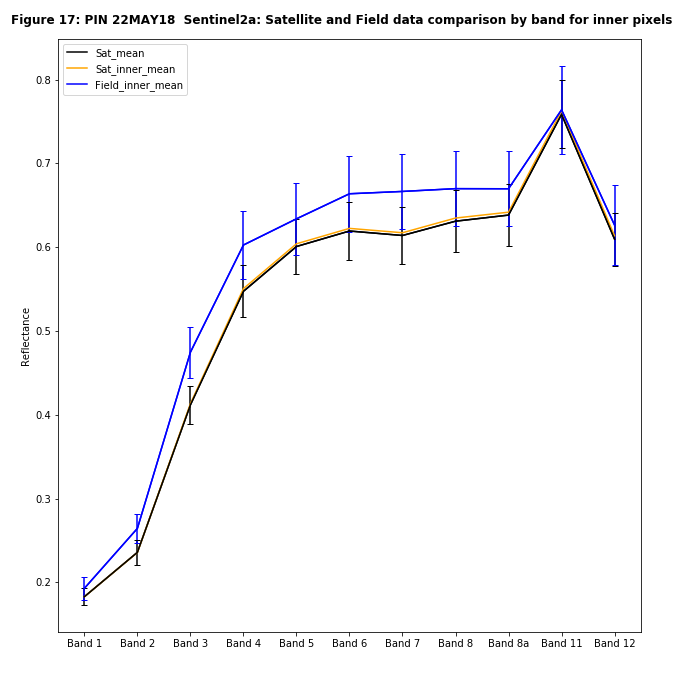 Figure 17: PIN 22MAY18  Sentinel2a: Satellite and Field data comparison by band for inner pixels
Sat_mean
Sat_inner_mean
Field_inner_mean
0.8
0.7
0.6
0.5
0.4
0.3
0.2
Reflectance
Band 1 Band 2 Band 3 Band 4 Band 5 Band 6 Band 7 Band 8 Band 8a Band 11 Band 12